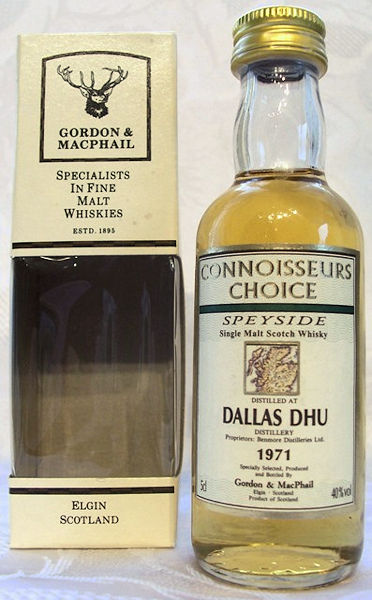 GORDON &
MACPHAIL
SPECIALISTS
IN FINE
MALT
WHISKIES
ESTD. 1895
ELGIN
SCOTLAND
CONNOISSEURS
CHOICE
SPEYSIDE
Single Malt Scotch Whisky
DISTILLED AT
DALLAS DHU
DISTILLERY
Proprietors: Benmore Distilleries Ltd.
1971
Specially Selected, Produced
and Bottled By
Gordon & MacPhail
Elgin · Scotland
Product of Scotland
5cl
40%vol